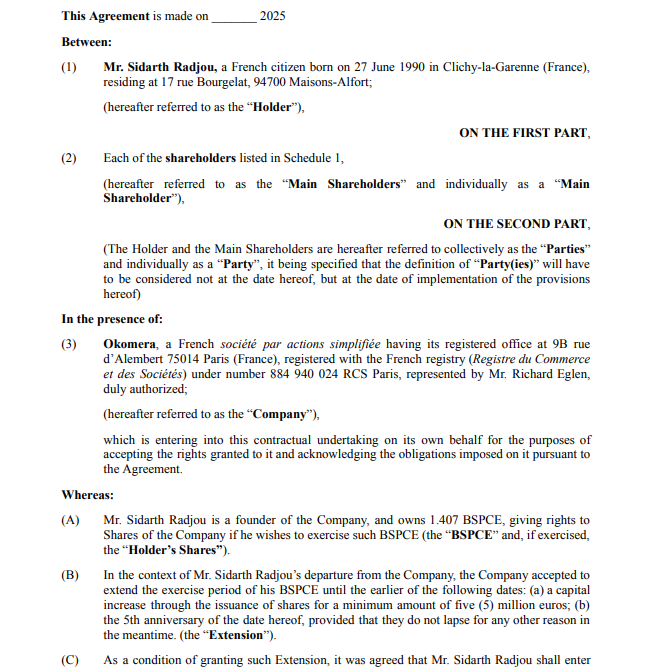 This Agreement is made on _______ 2025
Between:
(1) Mr. Sidarth Radjou, a French citizen born on 27 June 1990 in Clichy-la-Garenne (France),
residing at 17 rue Bourgelat, 94700 Maisons-Alfort;
(hereafter referred to as the “Holder”),
ON THE FIRST PART,
(2) Each of the shareholders listed in Schedule 1,
(hereafter referred to as the “Main Shareholders” and individually as a “Main
Shareholder”),
ON THE SECOND PART,
(The Holder and the Main Shareholders are hereafter referred to collectively as the “Parties”
and individually as a “Party”, it being specified that the definition of “Party(ies)” will have
to be considered not at the date hereof, but at the date of implementation of the provisions
hereof)
In the presence of:
(3) Okomera, a French société par actions simplifiée having its registered office at 9B rue
d’Alembert 75014 Paris (France), registered with the French registry (Registre du Commerce
et des Sociétés) under number 884 940 024 RCS Paris, represented by Mr. Richard Eglen,
duly authorized;
(hereafter referred to as the “Company”),
which is entering into this contractual undertaking on its own behalf for the purposes of
accepting the rights granted to it and acknowledging the obligations imposed on it pursuant to
the Agreement.
Whereas:
(A) Mr. Sidarth Radjou is a founder of the Company, and owns 1.407 BSPCE, giving rights to
Shares of the Company if he wishes to exercise such BSPCE (the “BSPCE” and, if exercised,
the “Holder’s Shares”).
(B) In the context of Mr. Sidarth Radjou’s departure from the Company, the Company accepted to
extend the exercise period of his BSPCE until the earlier of the following dates: (a) a capital
increase through the issuance of shares for a minimum amount of five (5) million euros; (b)
the 5th anniversary of the date hereof, provided that they do not lapse for any other reason in
the meantime. (the “Extension”).
(C) As a condition of granting such Extension, it was agreed that Mr. Sidarth Radjou shall enter